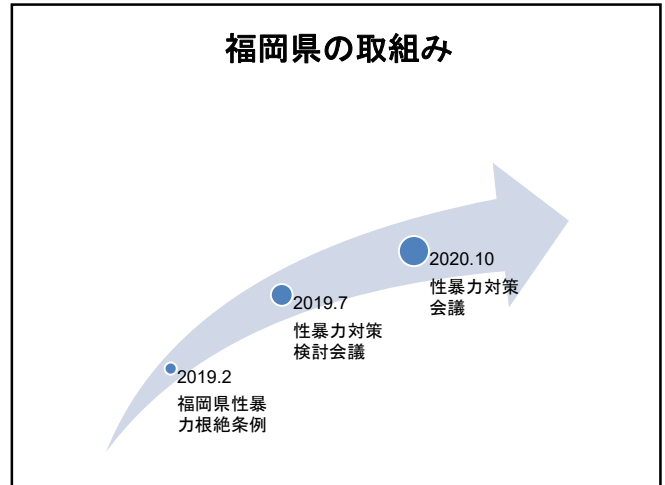 福岡県の取組み
2019.2
福岡県性暴
力根絶条例
2019.7
性暴力対策
検討会議
2020.10
性暴力対策
会議